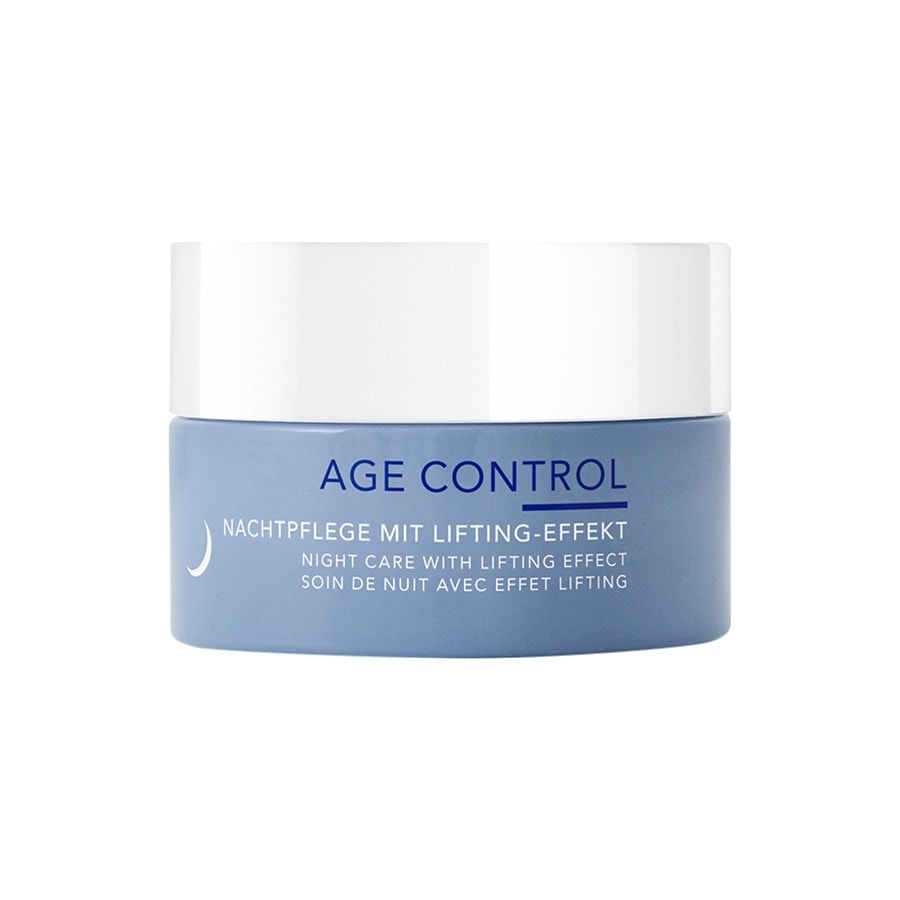 AGE CONTROL
NACHTPFLEGE MIT LIFTING-EFFEKT
NIGHT CARE WITH LIFTING EFFECT
SOIN DE NUIT AVEC EFFET LIFTING